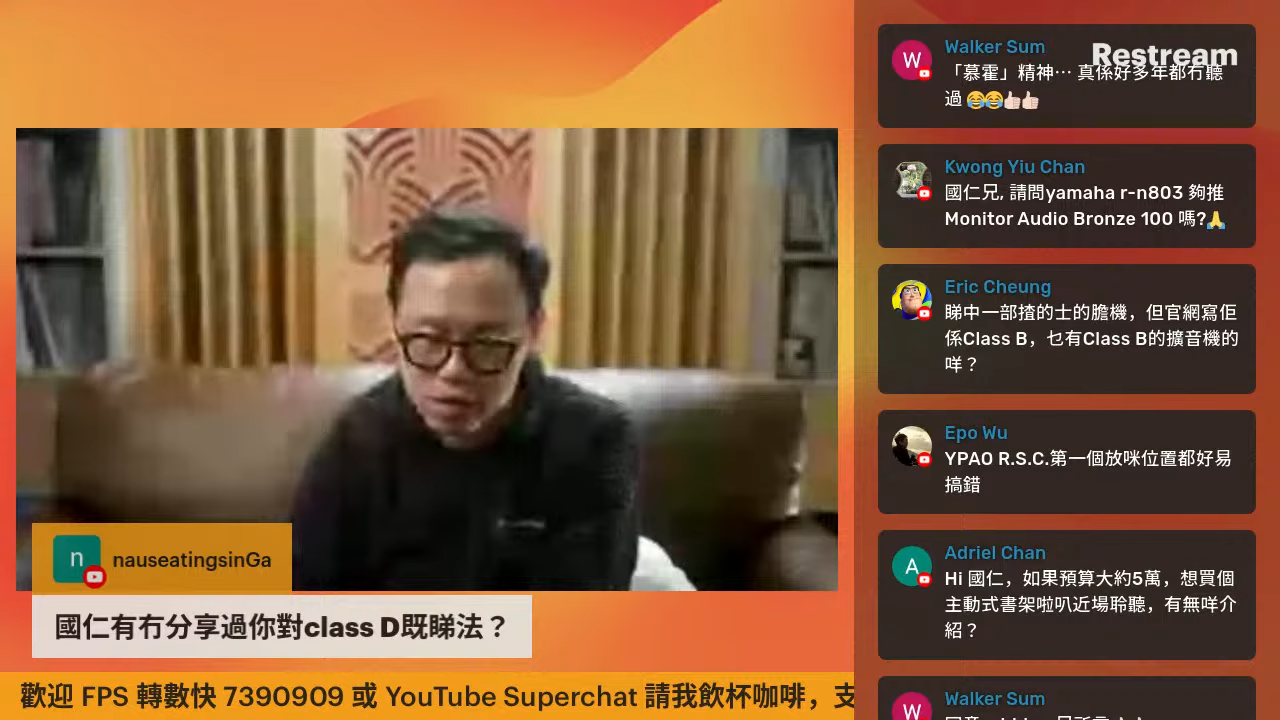 Restream
W
Walker Sum
「慕霍」精神… 真係好多年都冇聽
過 😂😂👍🏻👍🏻
Kwong Yiu Chan
國仁兄, 請問yamaha r-n803 夠推
Monitor Audio Bronze 100 嗎?🙏
Eric Cheung
睇中一部揸的士的膽機，但官網寫佢
係Class B，乜有Class B的擴音機的
咩？
Epo Wu
YPAO R.S.C.第一個放咪位置都好易
搞錯
A
Adriel Chan
Hi 國仁，如果預算大約5萬，想買個
主動式書架啦叭近場聆聽，有無咩介
紹？
W
Walker Sum
n
nauseatingsinGa
國仁有冇分享過你對class D既睇法？
歡迎 FPS 轉數快 7390909 或 YouTube Superchat 請我飲杯咖啡，支